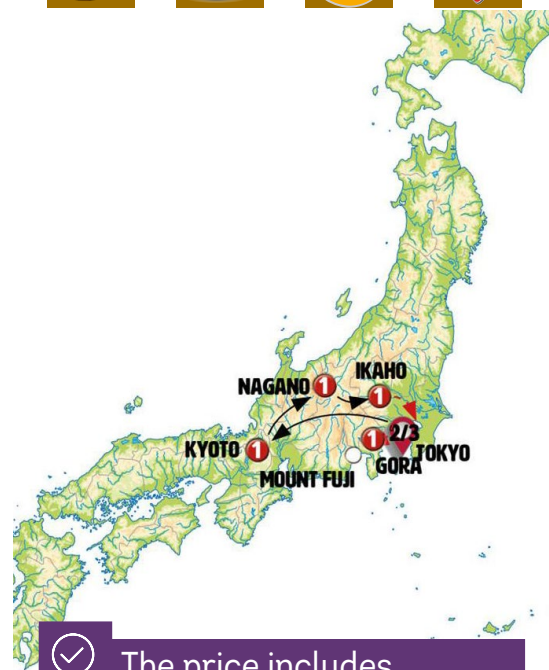 IKAHO
NAGANO 1
1
KYOTO 1
1
2/3
TOKYO
GORA
MOUNT FUJI
The price includes